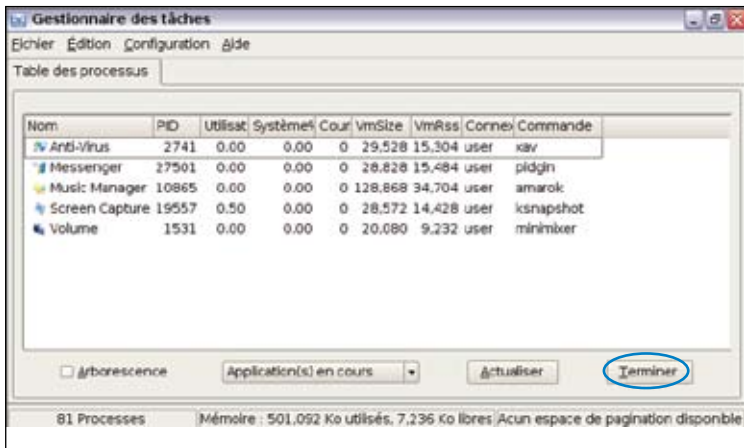 Gestionnaire des tâches
Fichier Édition Configuration Aide
Table des processus
Nom PID Utilisat Système% Cour VmSize VmRss Connex Commande
Anti-Virus 2741 0.00 0.00 0 29,528 15,304 user xav
Messenger 27501 0.00 0.00 0 28,828 15,484 user pidgin
Music Manager 10865 0.00 0.00 0 128,868 34,704 user amarok
Screen Capture 19557 0.50 0.00 0 28,572 14,428 user ksnapshot
Volume 1531 0.00 0.00 0 20,080 9,232 user minimixer
Arborescence Application(s) en cours Actualiser Terminer
81 Processes Mémoire : 501,092 Ko utilisés, 7,236 Ko libres Acun espace de pagination disponible